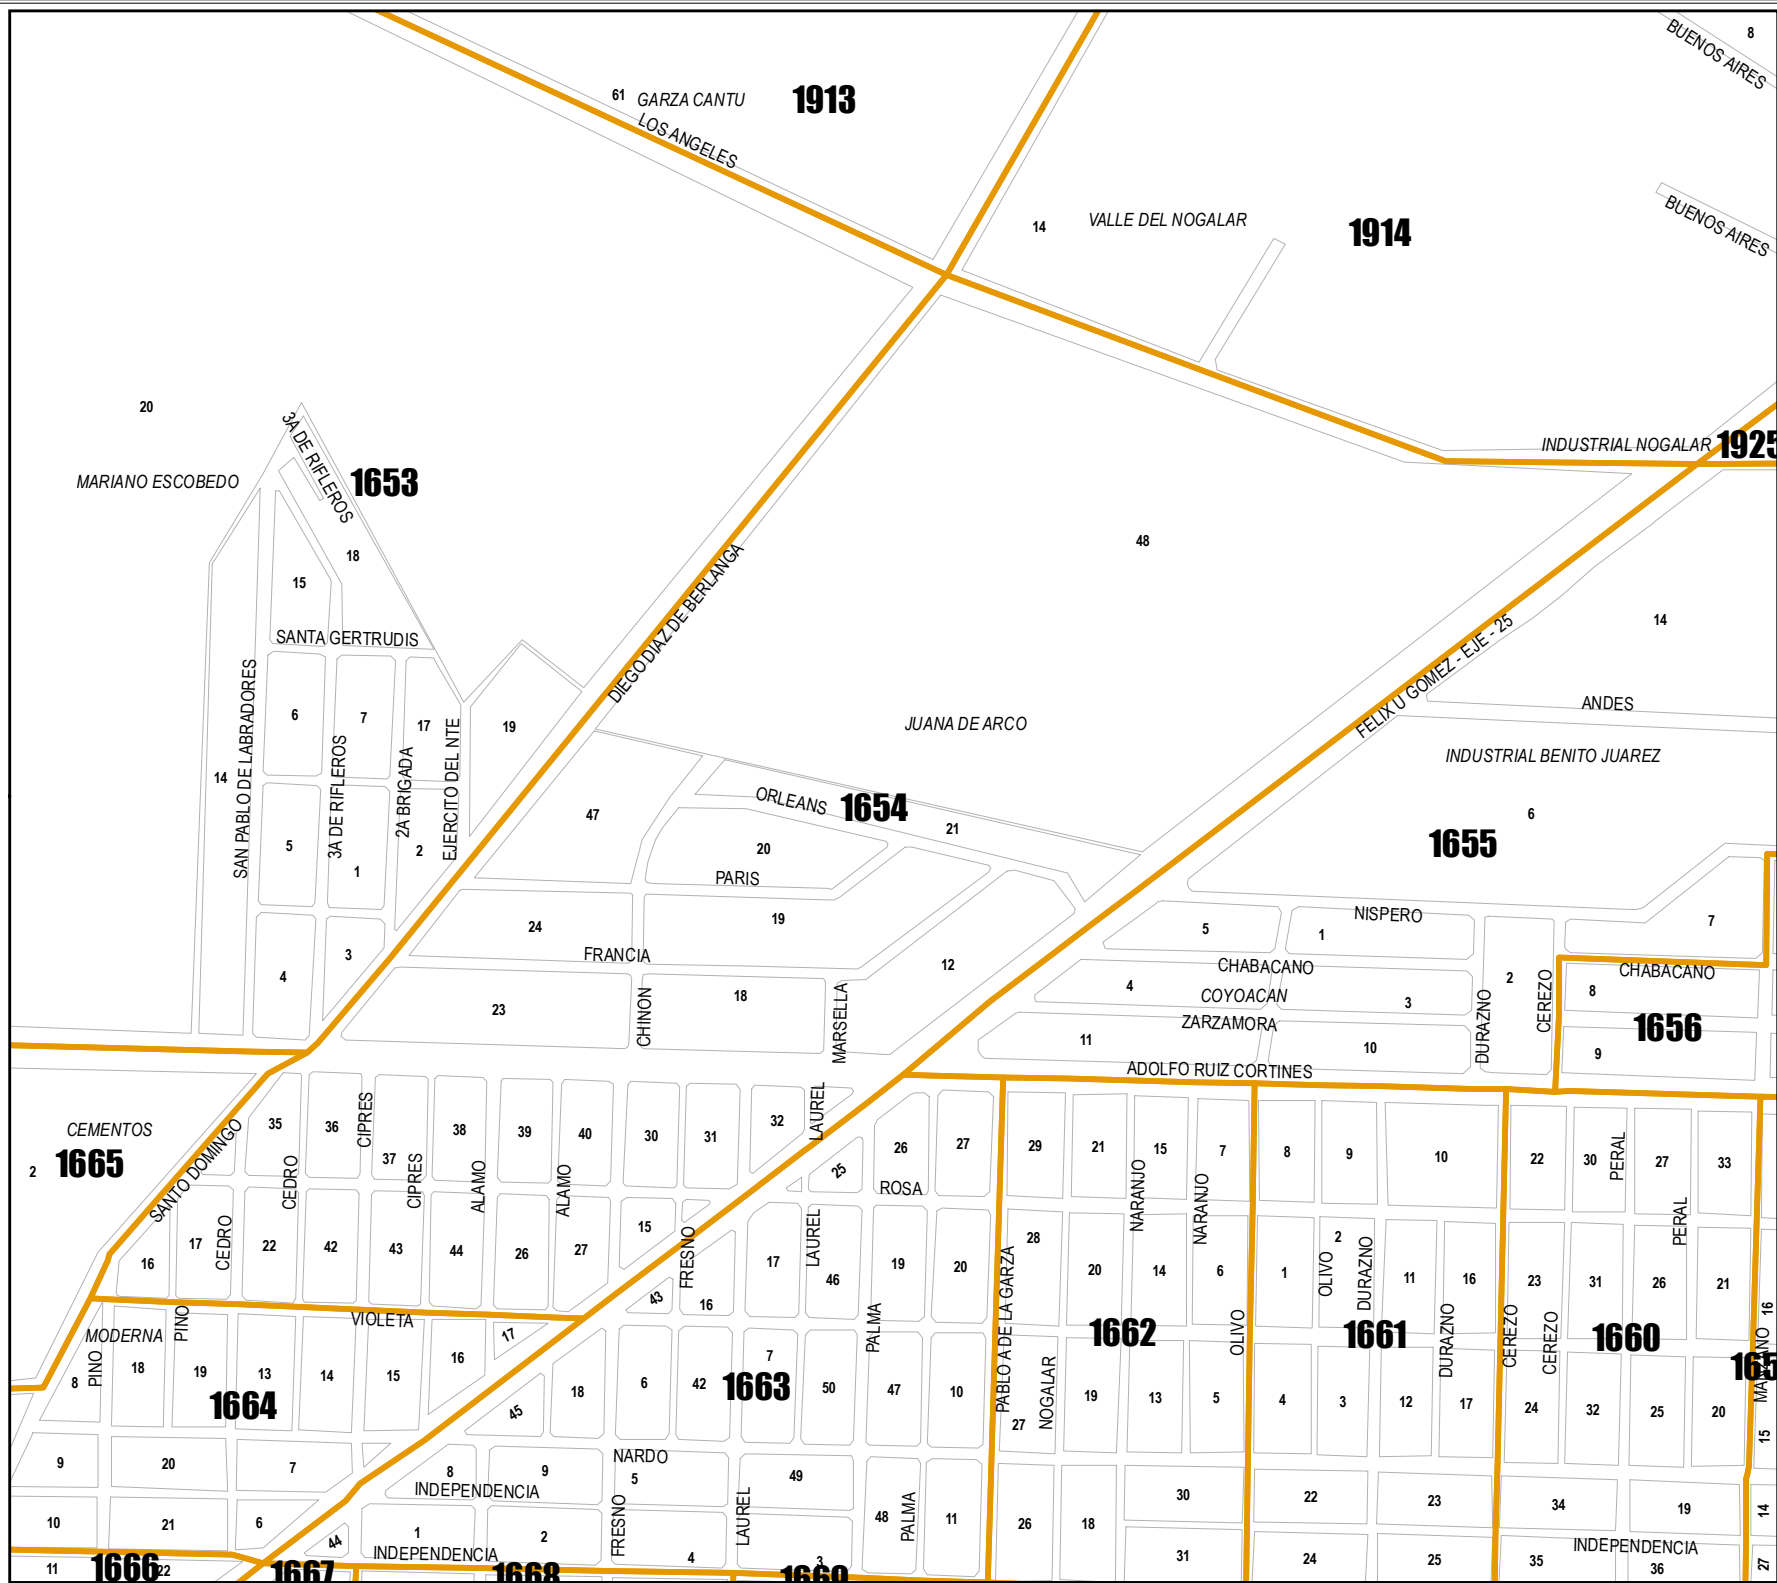 8
BUENOS AIRES
61 GARZA CANTU
1913
LOS ANGELES
14
VALLE DEL NOGALAR
1914
BUENOS AIRES
20
3A DE RIFLEROS
INDUSTRIAL NOGALAR
1925
MARIANO ESCOBEDO
1653
48
18
15
DIEGO DIAZ DE BERLANGA
14
SANTA GERTRUDIS
FELIX U GOMEZ - EJE - 25
SAN PABLO DE LABRADORES
6
7
17
19
ANDES
JUANA DE ARCO
INDUSTRIAL BENITO JUAREZ
14
3A DE RIFLEROS
2A BRIGADA
EJERCITO DEL NTE
47
ORLEANS
1654
21
6
1655
5
1
2
20
PARIS
24
19
NISPERO
5
1
7
4
3
FRANCIA
12
CHABACANO
4
COYOACAN
3
2
CEREZO
CHABACANO
8
23
CHINON
18
MARSELLA
ZARZAMORA
11
10
DURAZNO
1656
9
ADOLFO RUIZ CORTINES
CEMENTOS
2
1665
SANTO DOMINGO
35
36
CIPRES
37
38
39
40
30
31
32
LAUREL
25
26
27
29
21
15
7
8
9
10
22
30
PERAL
27
33
CEDRO
CIPRES
ALAMO
ALAMO
ROSA
NARANJO
NARANJO
16
17
CEDRO
22
42
43
44
26
27
15
FRESNO
17
LAUREL
46
19
20
28
20
14
6
1
2
OLIVO
DURAZNO
11
16
23
31
26
PERAL
21
43
16
PABLO A DE LA GARZA
16
MODERNA
PINO
VIOLETA
17
PALMA
1662
OLIVO
1661
DURAZNO
CEREZO
CEREZO
1660
PINO
8
18
19
13
14
15
16
18
6
42
7
1663
50
47
10
NOGALAR
19
13
5
4
3
12
17
24
32
25
20
165
1664
45
27
15
9
20
7
8
9
NARDO
5
49
INDEPENDENCIA
30
22
23
34
19
14
10
21
6
44
1
2
FRESNO
4
LAUREL
3
48
PALMA
11
26
18
31
24
25
35
INDEPENDENCIA
36
27
INDEPENDENCIA
11
1666
22
1667
1668
1669